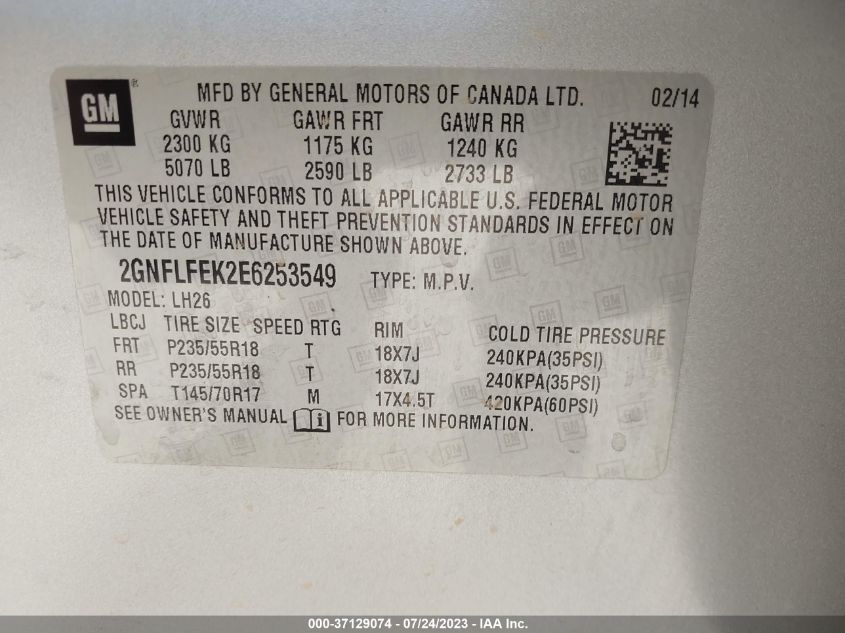 GM ®
MFD BY GENERAL MOTORS OF CANADA LTD. 02/14
GVWR GAWR FRT GAWR RR
2300 KG 1175 KG 1240 KG
5070 LB 2590 LB 2733 LB
THIS VEHICLE CONFORMS TO ALL APPLICABLE U.S. FEDERAL MOTOR
VEHICLE SAFETY AND THEFT PREVENTION STANDARDS IN EFFECT ON
THE DATE OF MANUFACTURE SHOWN ABOVE.
2GNFLFEK2E6253549 TYPE: M.P.V.
MODEL: LH26
LBCJ TIRE SIZE SPEED RTG RIM COLD TIRE PRESSURE
FRT P235/55R18 T 18X7J 240KPA(35PSI)
RR P235/55R18 T 18X7J 240KPA(35PSI)
SPA T145/70R17 M 17X4.5T 420KPA(60PSI)
SEE OWNER'S MANUAL FOR MORE INFORMATION.
000-37129074 - 07/24/2023 - IAA Inc.